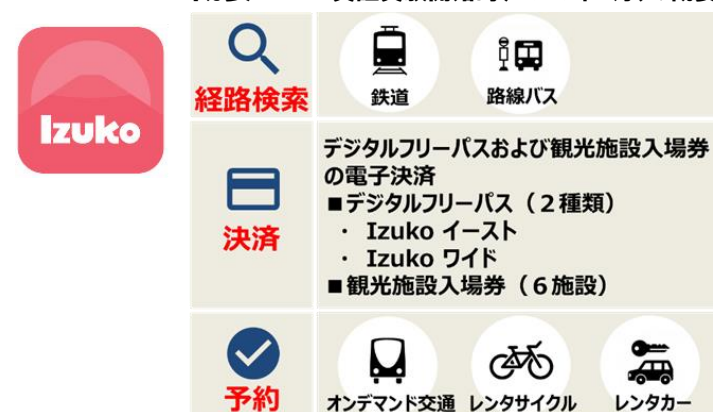 Izuko
経路検索
鉄道
路線バス
決済
デジタルフリーパスおよび観光施設入場券
の電子決済
■デジタルフリーパス（２種類）
・ Izuko イースト
・ Izuko ワイド
■観光施設入場券（６施設）
予約
オンデマンド交通
レンタサイクル
レンタカー